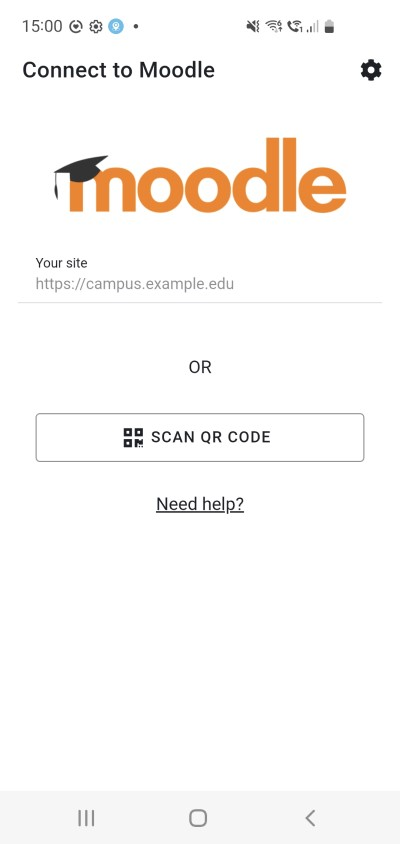 15:00
Connect to Moodle
moodle
Your site
https://campus.example.edu
OR
SCAN QR CODE
Need help?